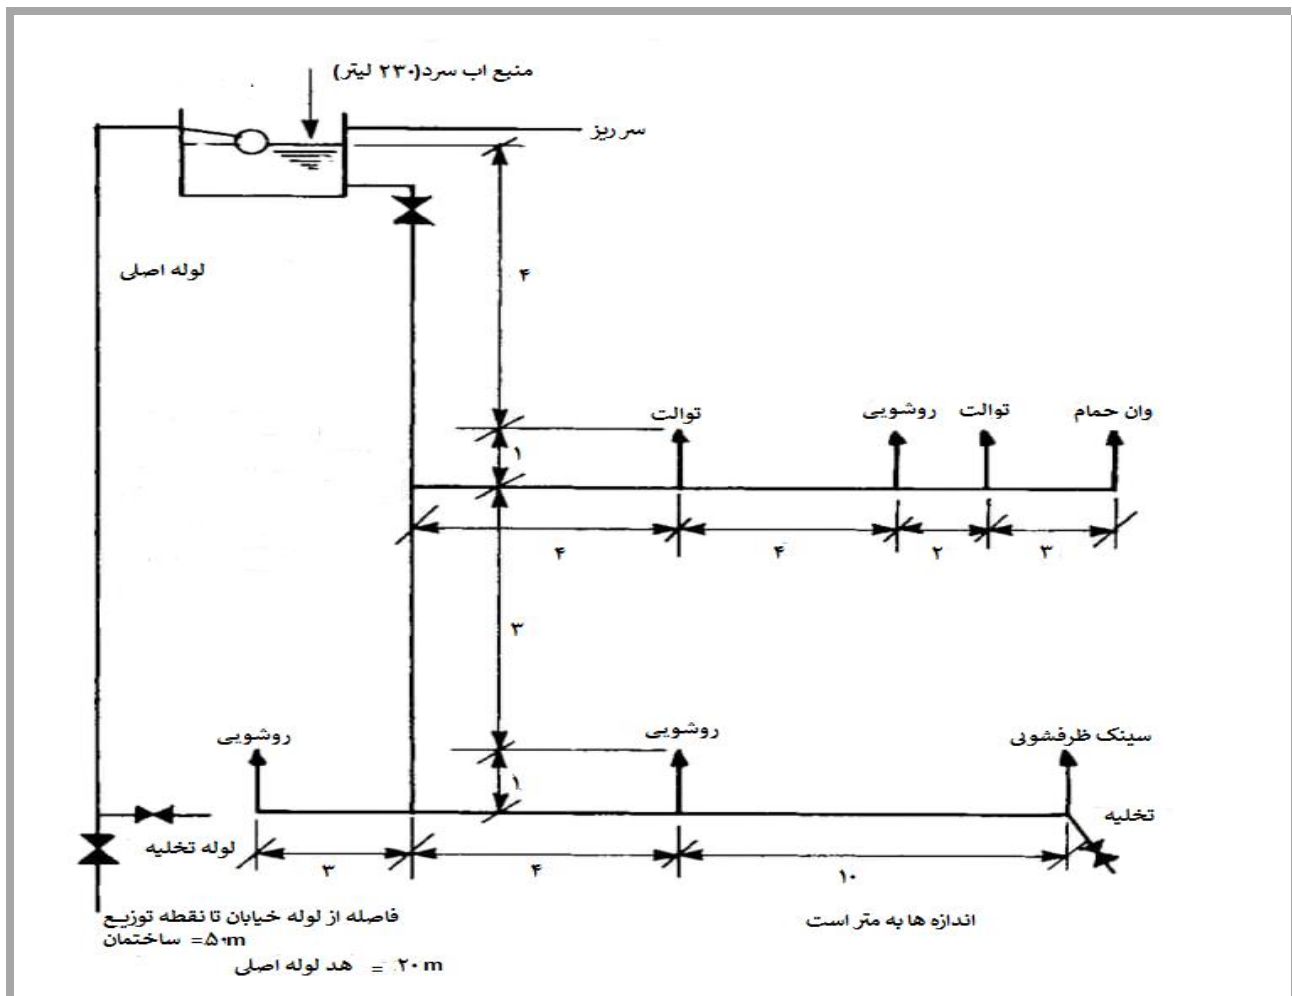 منبع اب سرد(۲۳۰ لیتر)
سر ریز
لوله اصلی
۴
توالت
روشویی
توالت
وان حمام
۱
۴
۴
۲
۳
۳
روشویی
روشویی
سینک ظرفشویی
۱
تخلیه
لوله تخلیه
۳
۴
۱۰
فاصله از لوله خیابان تا نقطه توزیع
ساختمان =۵۰m
اندازه ها به متر است
هد لوله اصلی = ۲۰ m